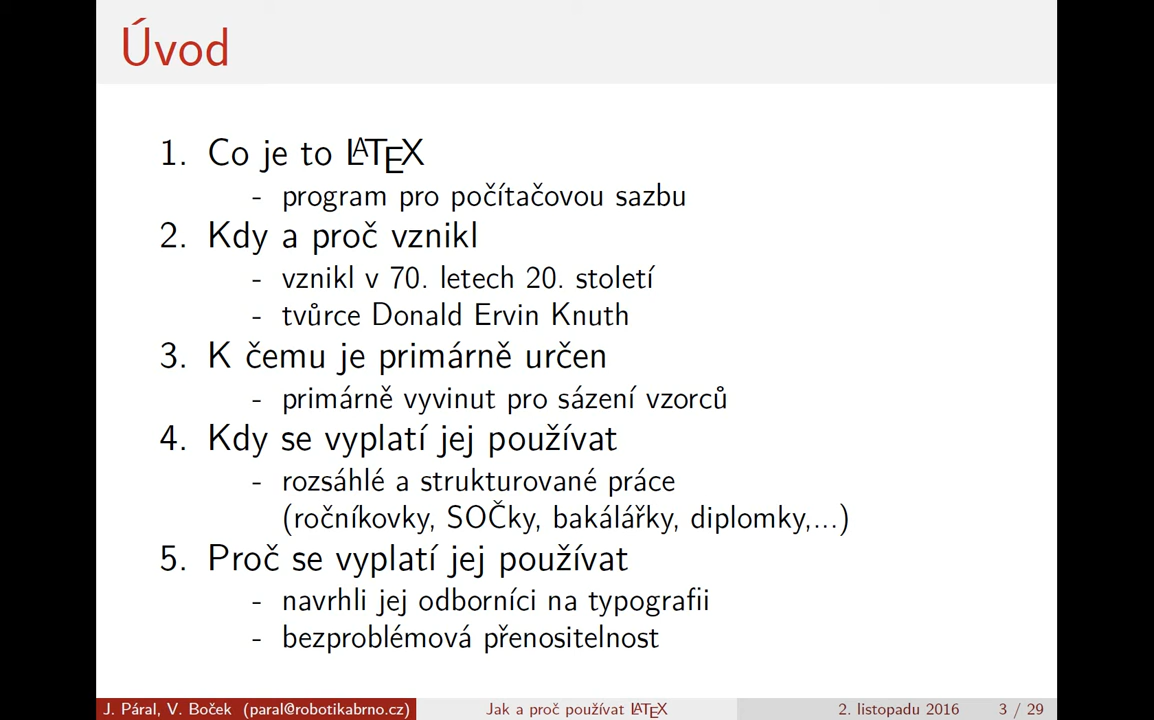 Úvod
1. Co je to LATEX
- program pro počítačovou sazbu
2. Kdy a proč vznikl
- vznikl v 70. letech 20. století
- tvůrce Donald Ervin Knuth
3. K čemu je primárně určen
- primárně vyvinut pro sázení vzorců
4. Kdy se vyplatí jej používat
- rozsáhlé a strukturované práce
(ročníkovky, SOČky, bakálářky, diplomky,...)
5. Proč se vyplatí jej používat
- navrhli jej odborníci na typografii
- bezproblémová přenositelnost
J. Páral, V. Boček (paral@robotikabrno.cz) Jak a proč používat LATEX 2. listopadu 2016 3 / 29